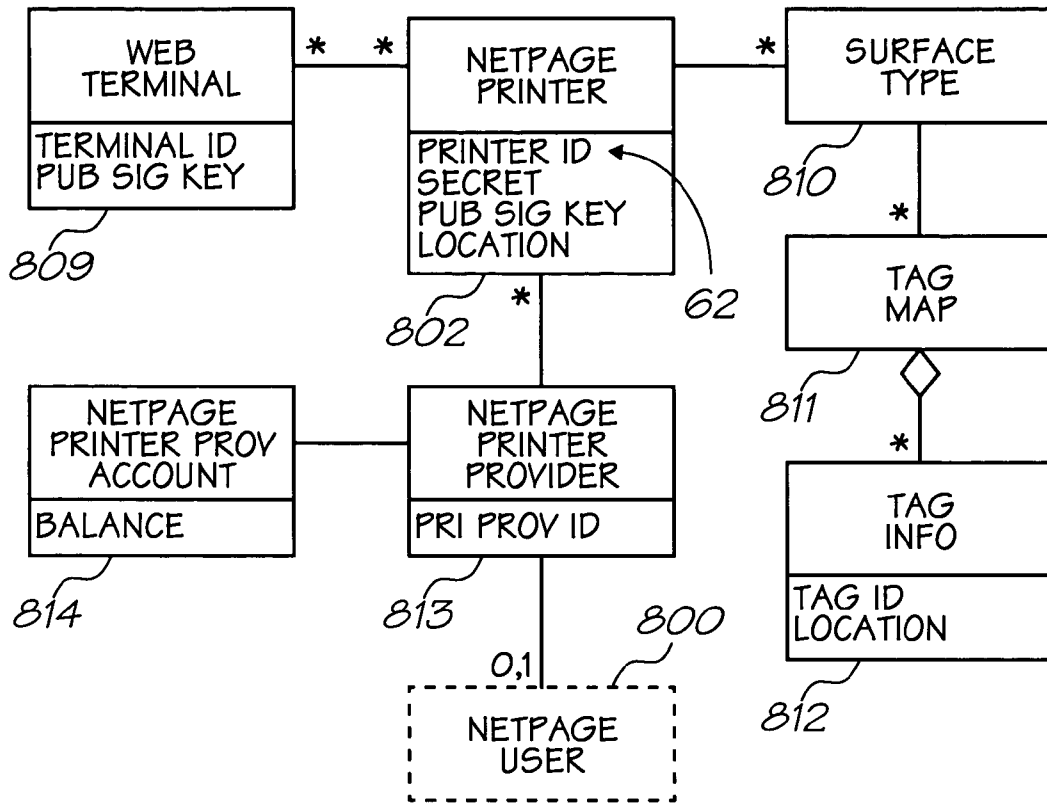 WEB
TERMINAL
TERMINAL ID
PUB SIG KEY
809
*
*
NETPAGE
PRINTER
PRINTER ID
SECRET
PUB SIG KEY
LOCATION
802
62
*
*
SURFACE
TYPE
810
*
TAG
MAP
811
*
TAG
INFO
TAG ID
LOCATION
812
NETPAGE
PRINTER PROV
ACCOUNT
BALANCE
814
NETPAGE
PRINTER
PROVIDER
PRI PROV ID
813
0,1
800
NETPAGE
USER